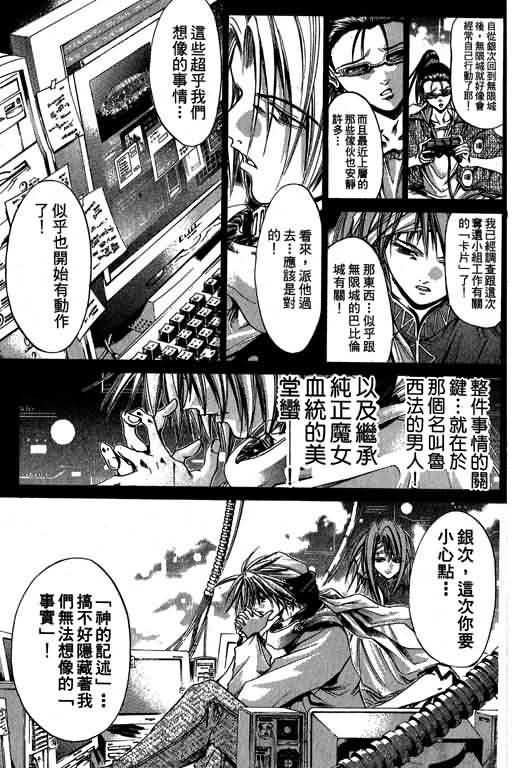 自從銀次回到無限城
後，無限城就好像會
經常自己行動了耶！
而且最近上層的
那些傢伙也安靜
許多…
這些超乎我們
想像的事情…
似乎也開始有動作
了！
我已經調查跟這次
奪還小組工作有關
的「卡片」了！
那東西…似乎跟
無限城的巴比倫
城有關！
看來，派他過
去…應該是對
的！
整件事情的關
鍵…就在於
那個名叫魯
西法的男人！
以及繼承
純正魔女
血統的美
堂蠻！
銀次，這次你要
小心點…
「神的記述」…
搞不好隱藏著我
們無法想像的「
事實」！